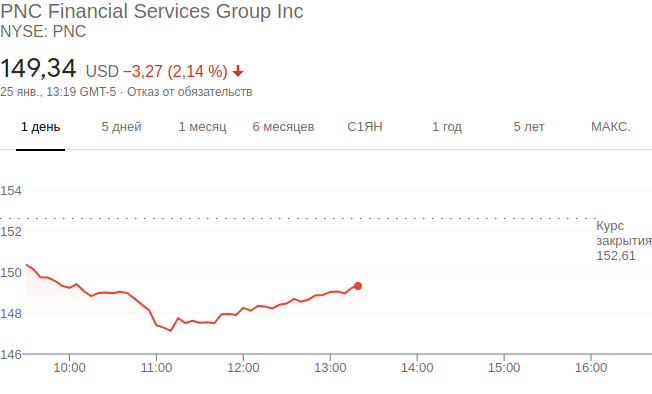 PNC Financial Services Group Inc
NYSE: PNC
149,34 USD −3,27 (2,14 %)
25 янв., 13:19 GMT-5 · Отказ от обязательств
1 день 5 дней 1 месяц 6 месяцев С1ЯН 1 год 5 лет МАКС.
154
152
150
148
146
Курс
закрытия
152,61
10:00 11:00 12:00 13:00 14:00 15:00 16:00